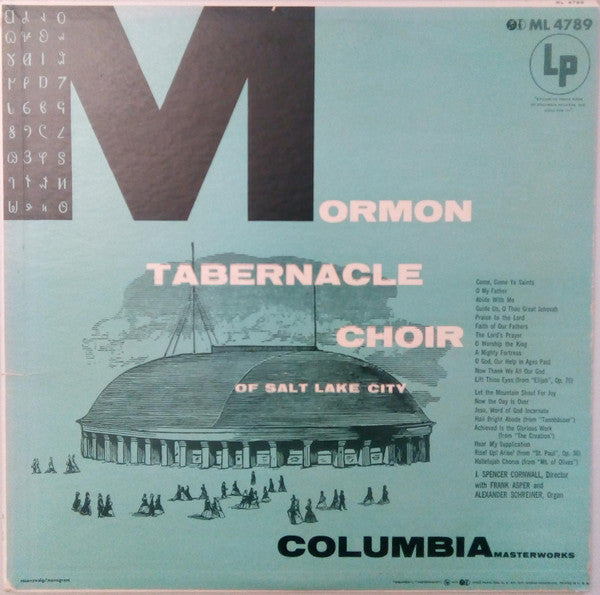 ML 4789
ML 4789
Lp
MORMON
TABERNACLE
CHOIR
OF SALT LAKE CITY
Come, Come Ye Saints
O My Father
Abide With Me
Guide Us, O Thou Great Jehovah
Praise to the Lord
Faith of Our Fathers
The Lord's Prayer
O Worship the King
A Mighty Fortress
O God, Our Help in Ages Past
Now Thank We All Our God
Lift Thine Eyes (from "Elijah", Op. 70)
Let the Mountain Shout For Joy
Now the Day Is Over
Jesu, Word of God Incarnate
Hail Bright Abode (from "Tannhäuser")
Achieved Is the Glorious Work
(from "The Creation")
Hear My Supplication
Rise! Up! Arise! (from "St. Paul", Op. 36)
Hallelujah Chorus (from "Mt. of Olives")
J. SPENCER CORNWALL, Director
with FRANK ASPER and
ALEXANDER SCHREINER, Organ
COLUMBIA MASTERWORKS